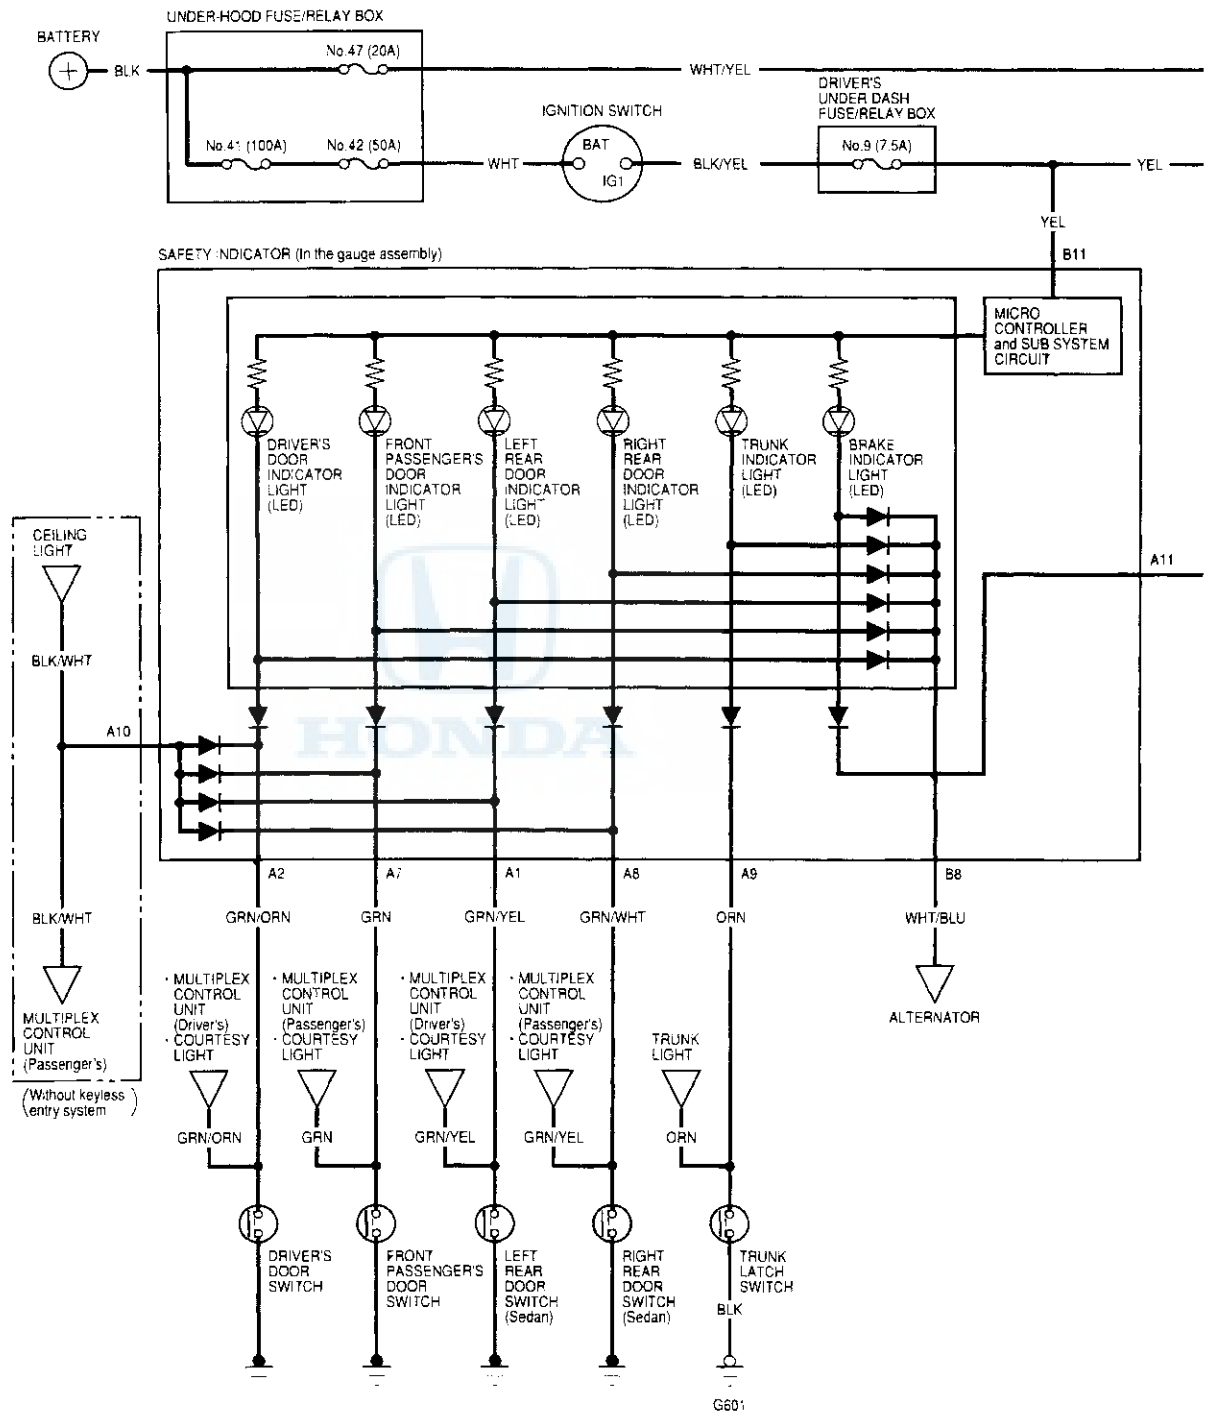 UNDER-HOOD FUSE/RELAY BOX
BATTERY
No.47 (20A)
BLK
WHT/YEL
DRIVER'S
UNDER DASH
FUSE/RELAY BOX
IGNITION SWITCH
No.41 (100A)
No.42 (50A)
BAT
No.9 (7.5A)
WHT
BLK/YEL
YEL
IG1
YEL
SAFETY INDICATOR (In the gauge assembly)
B11
MICRO
CONTROLLER
and SUB SYSTEM
CIRCUIT
DRIVER'S
DOOR
INDICATOR
LIGHT
(LED)
FRONT
PASSENGER'S
DOOR
INDICATOR
LIGHT
(LED)
LEFT
REAR
DOOR
INDICATOR
LIGHT
(LED)
RIGHT
REAR
DOOR
INDICATOR
LIGHT
(LED)
TRUNK
INDICATOR
LIGHT
(LED)
BRAKE
INDICATOR
LIGHT
(LED)
CEILING
LIGHT
A11
BLK/WHT
HONDA
A10
A2
A7
A1
A8
A9
B8
BLK/WHT
GRN/ORN
GRN
GRN/YEL
GRN/WHT
ORN
WHT/BLU
· MULTIPLEX
CONTROL
UNIT
(Driver's)
· COURTESY
LIGHT
· MULTIPLEX
CONTROL
UNIT
(Passenger's)
· COURTESY
LIGHT
· MULTIPLEX
CONTROL
UNIT
(Driver's)
· COURTESY
LIGHT
· MULTIPLEX
CONTROL
UNIT
(Passenger's)
· COURTESY
LIGHT
TRUNK
LIGHT
ALTERNATOR
MULTIPLEX
CONTROL
UNIT
(Passenger's)
(Without keyless
entry system)
GRN/ORN
GRN
GRN/YEL
GRN/YEL
ORN
DRIVER'S
DOOR
SWITCH
FRONT
PASSENGER'S
DOOR
SWITCH
LEFT
REAR
DOOR
SWITCH
(Sedan)
RIGHT
REAR
DOOR
SWITCH
(Sedan)
TRUNK
LATCH
SWITCH
BLK
G601